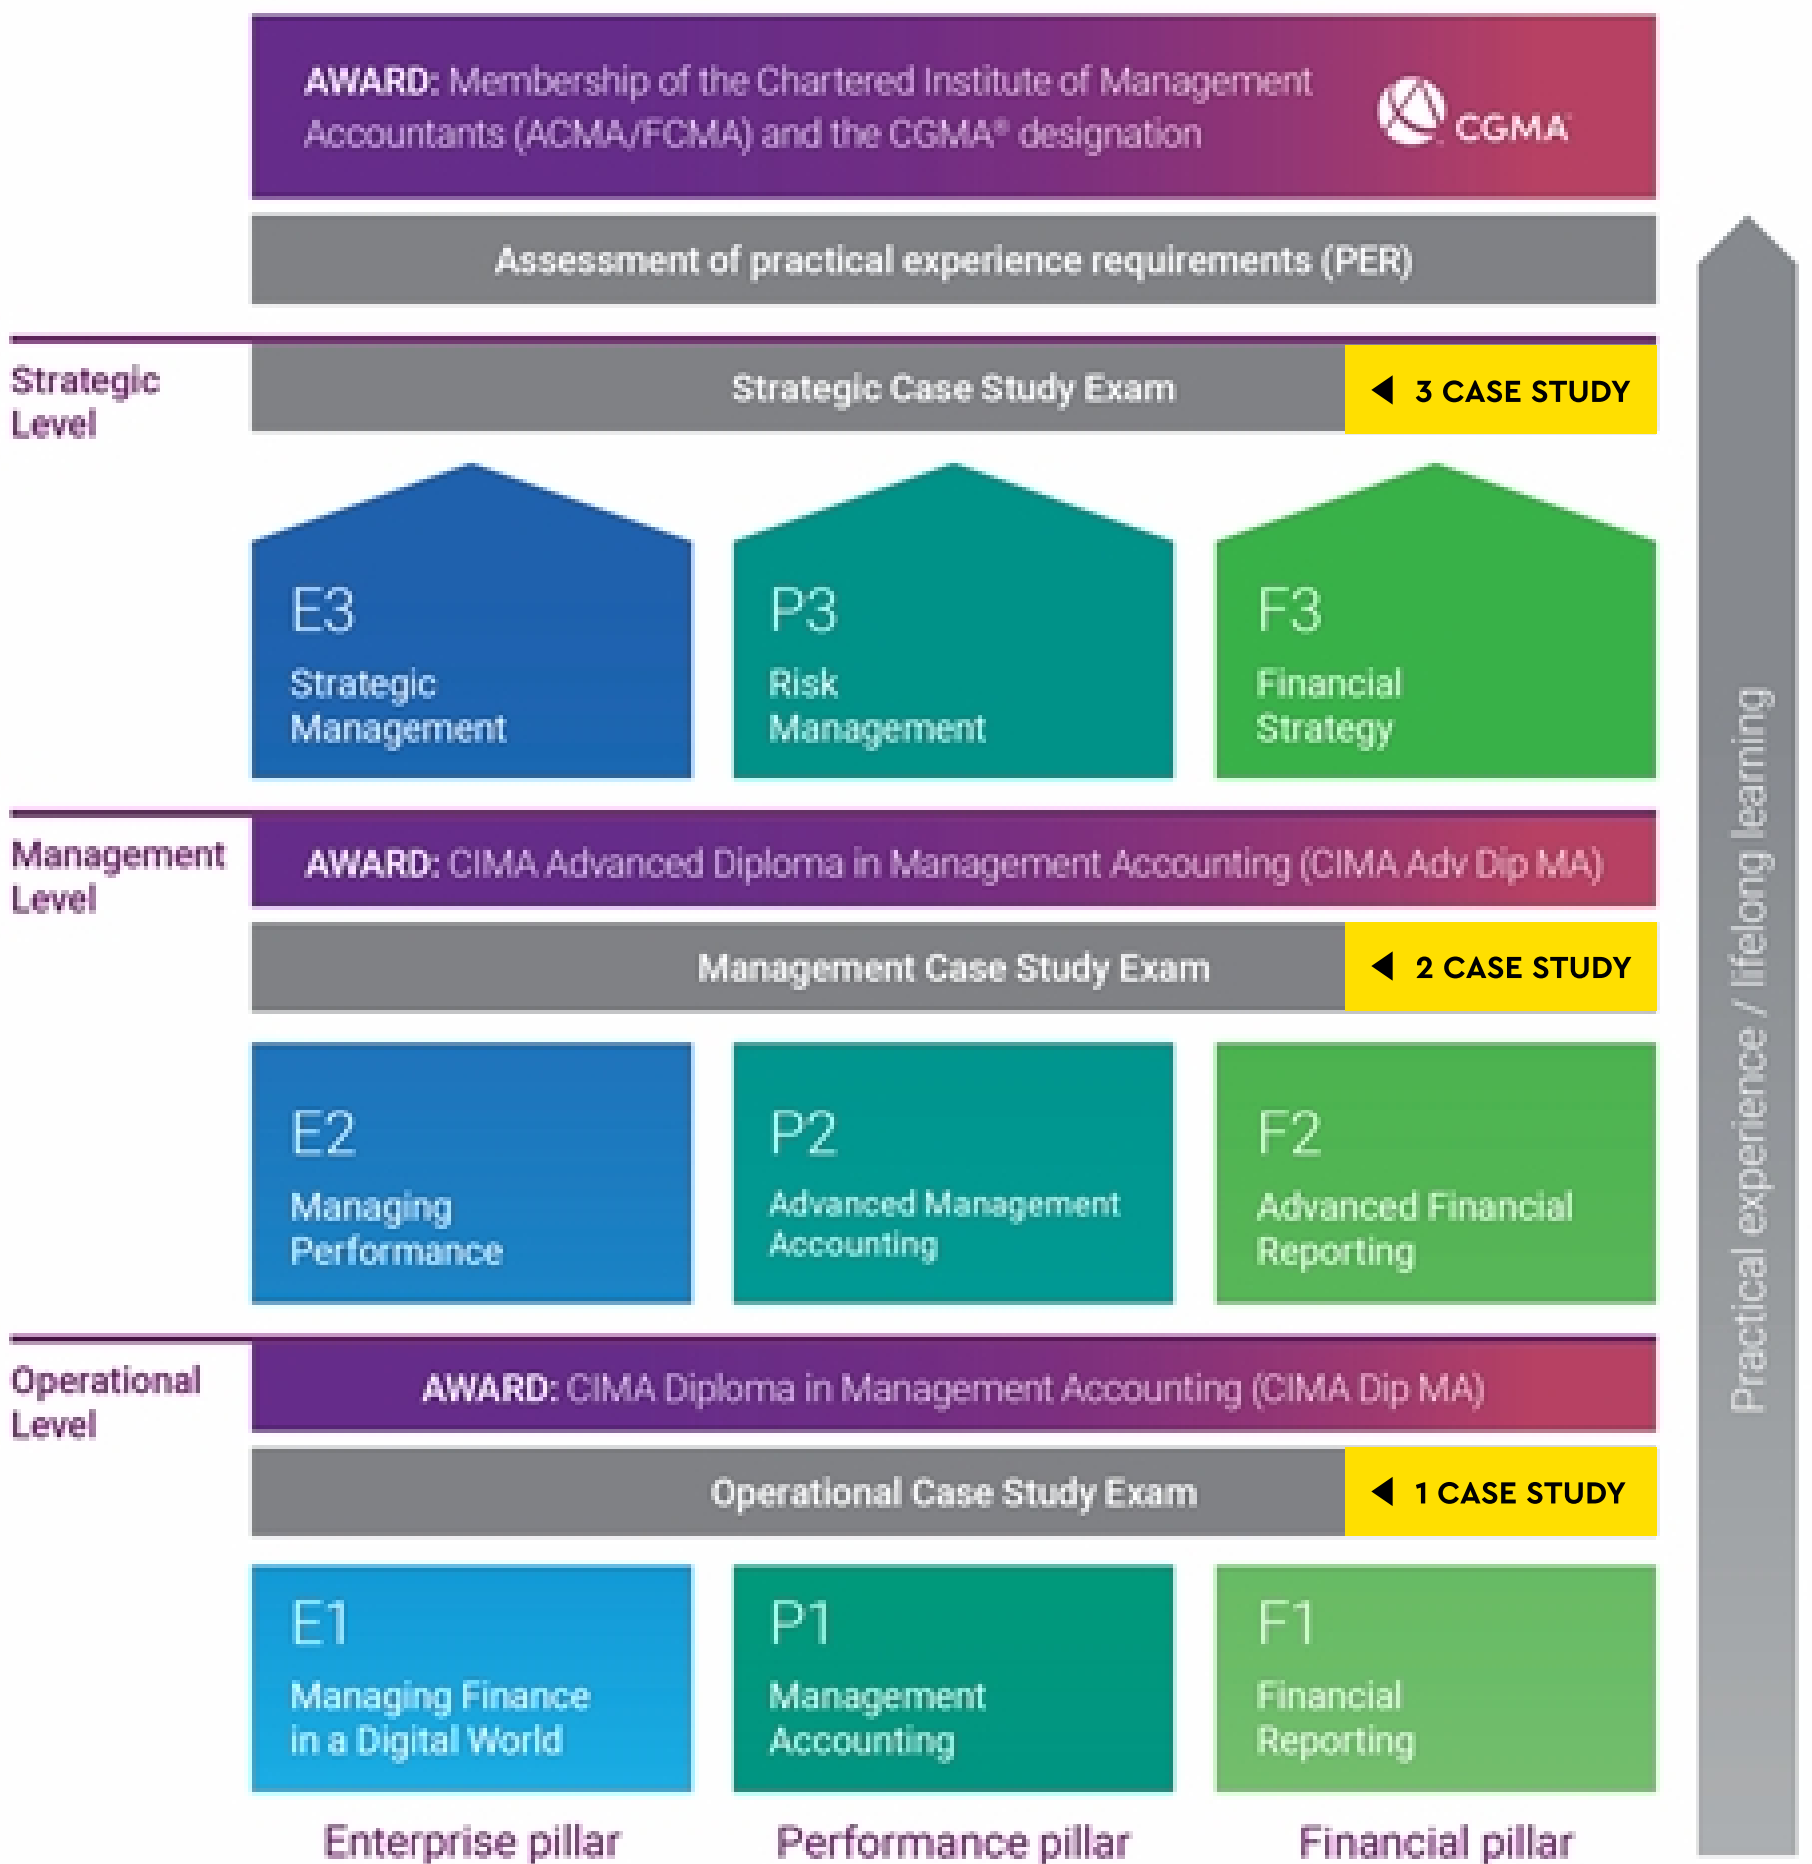 AWARD: Membership of the Chartered Institute of Management
Accountants (ACMA/FCMA) and the CGMA® designation
CGMA
Assessment of practical experience requirements (PER)
Strategic
Level
Strategic Case Study Exam
◀ 3 CASE STUDY
E3
Strategic
Management
P3
Risk
Management
F3
Financial
Strategy
Management
Level
AWARD: CIMA Advanced Diploma in Management Accounting (CIMA Adv Dip MA)
Management Case Study Exam
◀ 2 CASE STUDY
E2
Managing
Performance
P2
Advanced Management
Accounting
F2
Advanced Financial
Reporting
Operational
Level
AWARD: CIMA Diploma in Management Accounting (CIMA Dip MA)
Operational Case Study Exam
◀ 1 CASE STUDY
E1
Managing Finance
in a Digital World
P1
Management
Accounting
F1
Financial
Reporting
Enterprise pillar
Performance pillar
Financial pillar
Practical experience / lifelong learning